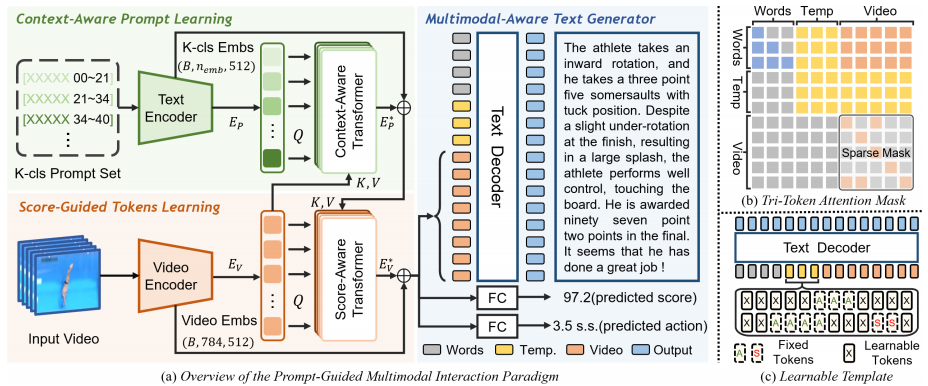 Context-Aware Prompt Learning
K-cls Embs
(B, n_emb, 512)
[XXXXX 00~21]
[XXXXX 21~34]
[XXXXX 34~40]
⋮
K-cls Prompt Set
Text
Encoder
E_P
Q
⋮
Context-Aware
Transformer
E_P^*
K,V
Score-Guided Tokens Learning
K,V
Input Video
Video
Encoder
E_V
Video Embs
(B, 784, 512)
Q
⋮
Score-Aware
Transformer
E_V^*
Multimodal-Aware Text Generator
Text Decoder
The athlete takes an
inward rotation, and
he takes a three point
five somersaults with
tuck position. Despite
a slight under-rotation
at the finish, resulting
in a large splash, the
athlete performs well
control, touching the
board. He is awarded
ninety seven point
two points in the final.
It seems that he has
done a great job !
FC
97.2(predicted score)
FC
3.5 s.s.(predicted action)
Words
Temp.
Video
Output
(a) Overview of the Prompt-Guided Multimodal Interaction Paradigm
Words
Temp
Video
Words
Temp
Video
Sparse Mask
(b) Tri-Token Attention Mask
Text Decoder
X X X X A A A X X X X
X X A A A A X X X S S X
A S Fixed
Tokens
X Learnable
Tokens
(c) Learnable Template